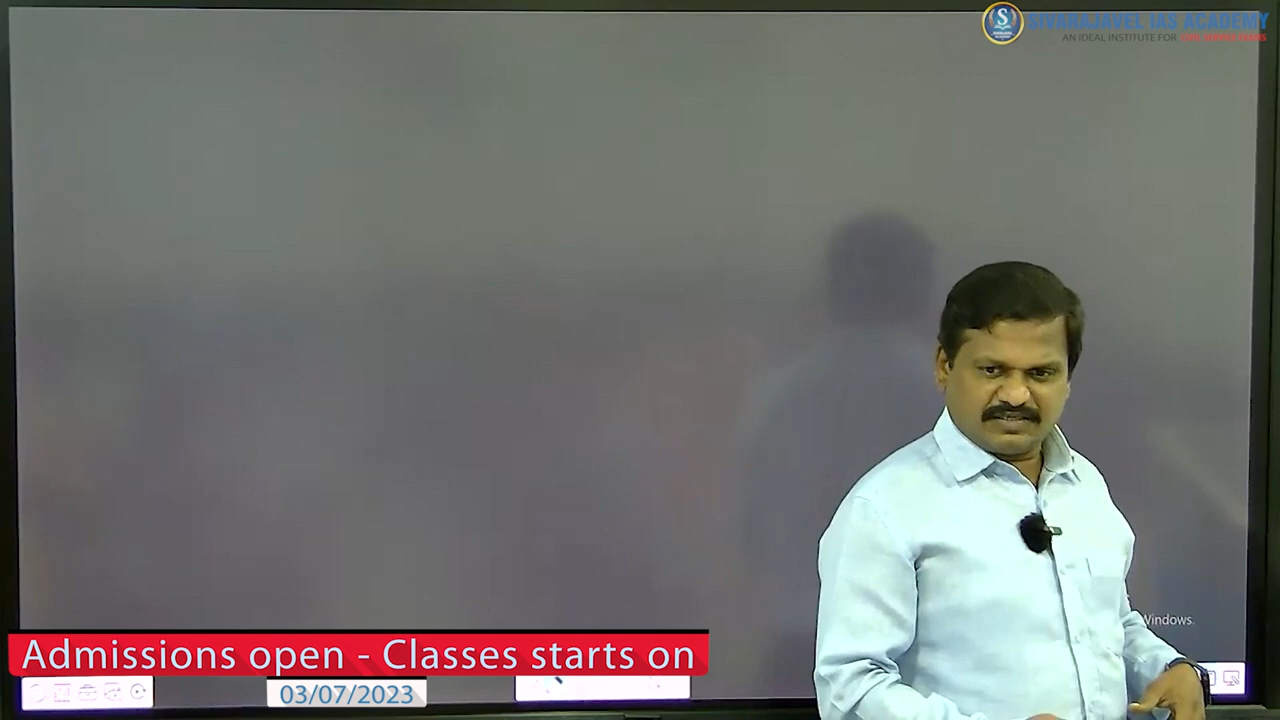 SIVARAJAVEL IAS ACADEMY
AN IDEAL INSTITUTE FOR
Windows.
Admissions open - Classes starts on
03/07/2023